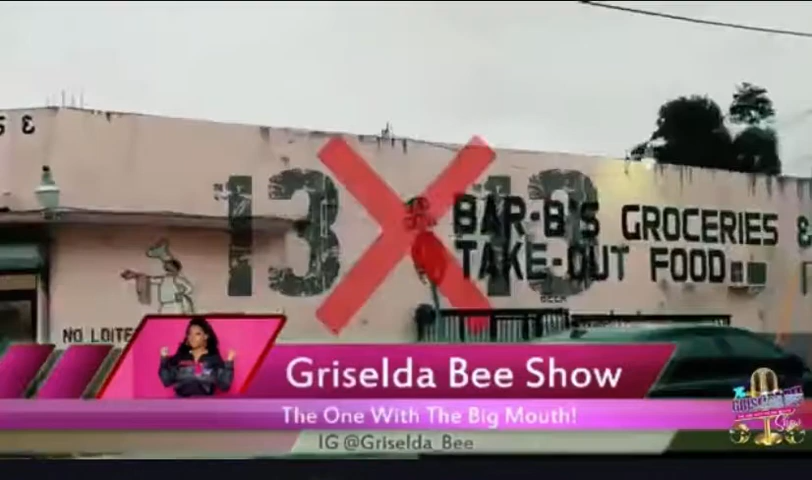 &
13 X 13
BAR-B'S GROCERIES &
TAKE-OUT FOOD
BEER
NO LOITE
Griselda Bee Show
The One With The Big Mouth!
IG @Griselda_Bee